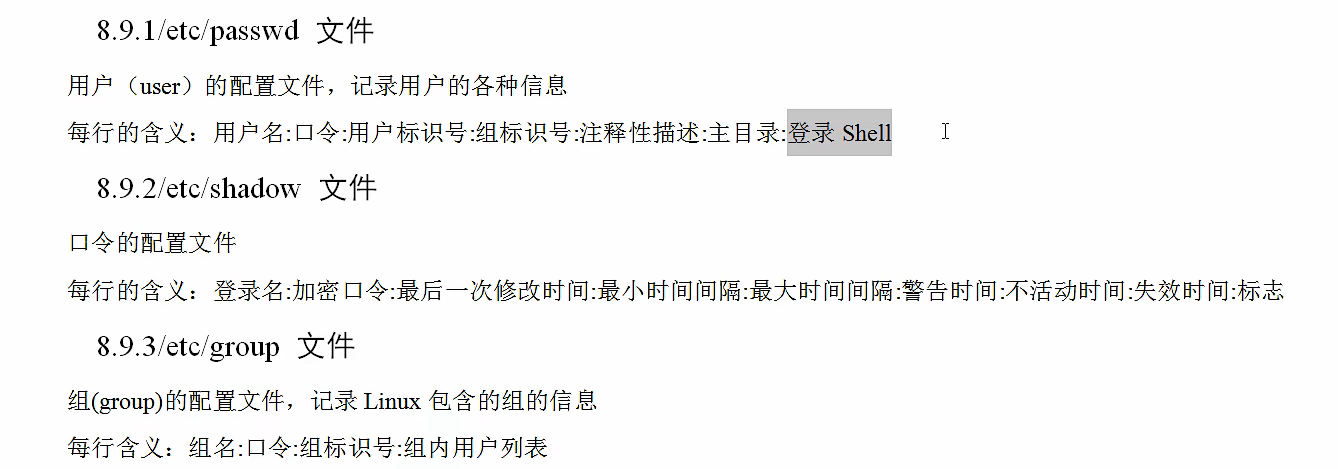 8.9.1/etc/passwd 文件
用户（user）的配置文件，记录用户的各种信息
每行的含义：用户名:口令:用户标识号:组标识号:注释性描述:主目录:登录 Shell
8.9.2/etc/shadow 文件
口令的配置文件
每行的含义：登录名:加密口令:最后一次修改时间:最小时间间隔:最大时间间隔:警告时间:不活动时间:失效时间:标志
8.9.3/etc/group 文件
组(group)的配置文件，记录 Linux 包含的组的信息
每行含义：组名:口令:组标识号:组内用户列表